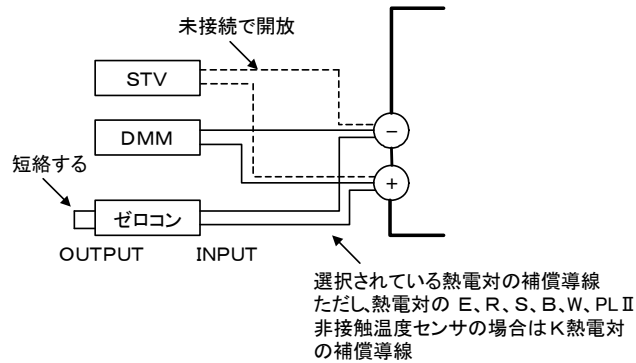 未接続で開放
STV
DMM
−
短絡する
+
ゼロコン
OUTPUT INPUT
選択されている熱電対の補償導線
ただし、熱電対の E、R、S、B、W、PLⅡ
非接触温度センサの場合はK熱電対
の補償導線